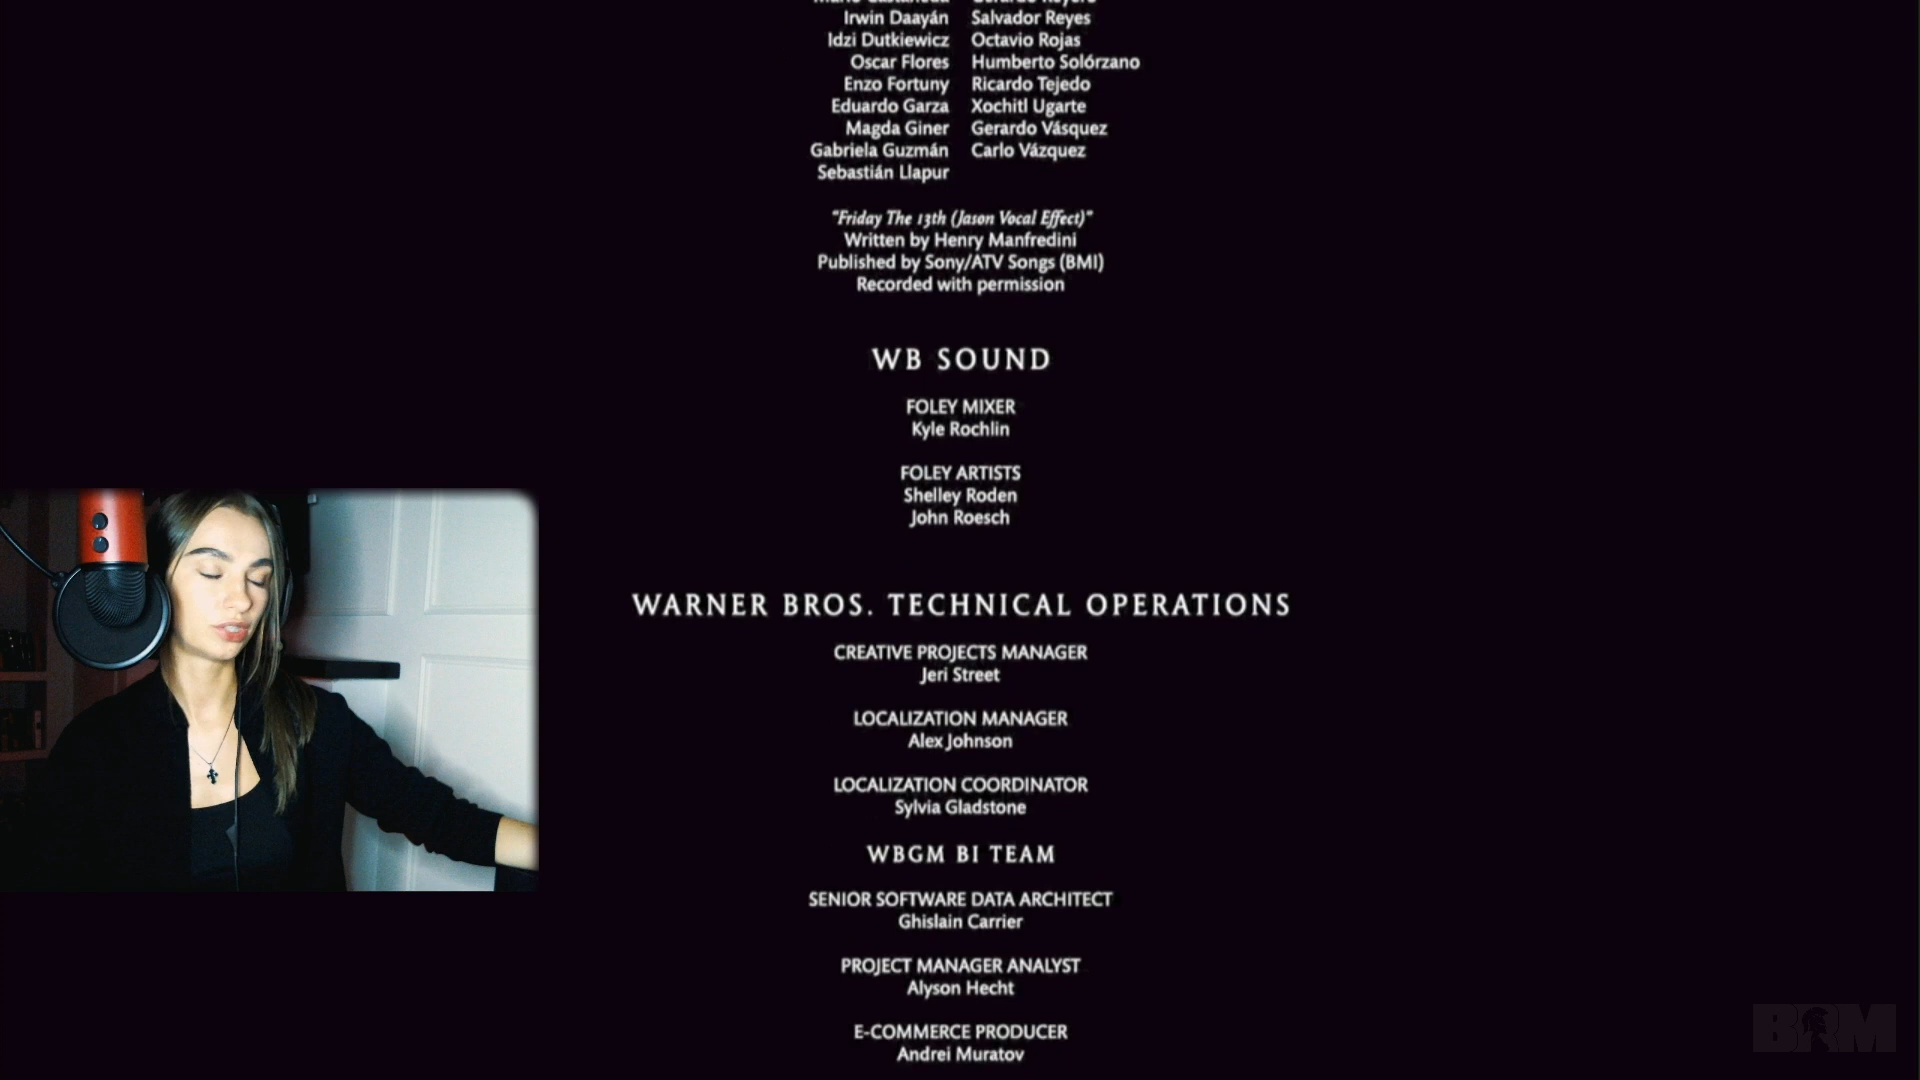 Irwin Daayán Salvador Reyes
Idzi Dutkiewicz Octavio Rojas
Oscar Flores Humberto Solórzano
Enzo Fortuny Ricardo Tejedo
Eduardo Garza Xochitl Ugarte
Magda Giner Gerardo Vásquez
Gabriela Guzmán Carlo Vázquez
Sebastián Llapur
"Friday The 13th (Jason Vocal Effect)"
Written by Henry Manfredini
Published by Sony/ATV Songs (BMI)
Recorded with permission
WB SOUND
FOLEY MIXER
Kyle Rochlin
FOLEY ARTISTS
Shelley Roden
John Roesch
WARNER BROS. TECHNICAL OPERATIONS
CREATIVE PROJECTS MANAGER
Jeri Street
LOCALIZATION MANAGER
Alex Johnson
LOCALIZATION COORDINATOR
Sylvia Gladstone
WBGM BI TEAM
SENIOR SOFTWARE DATA ARCHITECT
Ghislain Carrier
PROJECT MANAGER ANALYST
Alyson Hecht
E-COMMERCE PRODUCER
Andrei Muratov